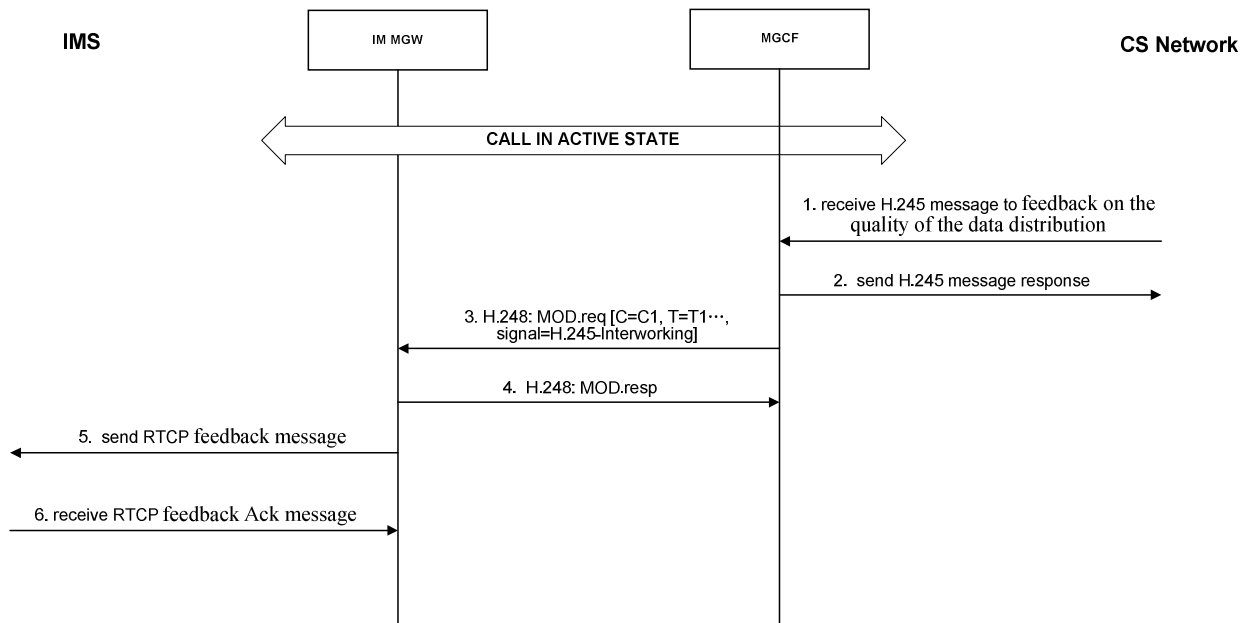 IMS
IM MGW
MGCF
CS Network
CALL IN ACTIVE STATE
1. receive H.245 message to feedback on the
quality of the data distribution
2. send H.245 message response
3. H.248: MOD.req [C=C1, T=T1···,
signal=H.245-Interworking]
4. H.248: MOD.resp
5. send RTCP feedback message
6. receive RTCP feedback Ack message